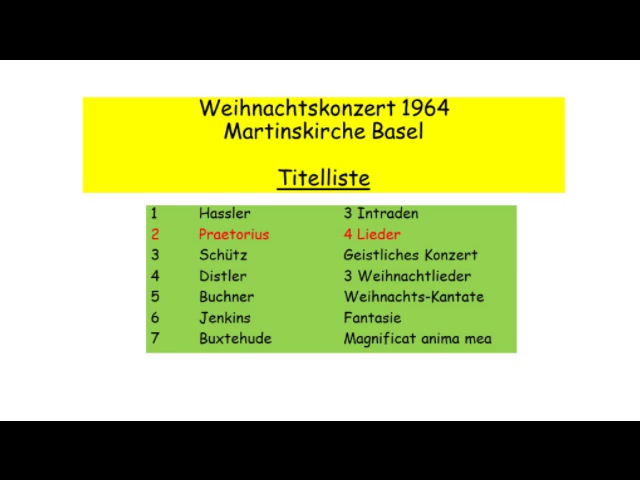 Weihnachtskonzert 1964
Martinskirche Basel
Titelliste
1 Hassler 3 Intraden
2 Praetorius 4 Lieder
3 Schütz Geistliches Konzert
4 Distler 3 Weihnachtlieder
5 Buchner Weihnachts-Kantate
6 Jenkins Fantasie
7 Buxtehude Magnificat anima mea